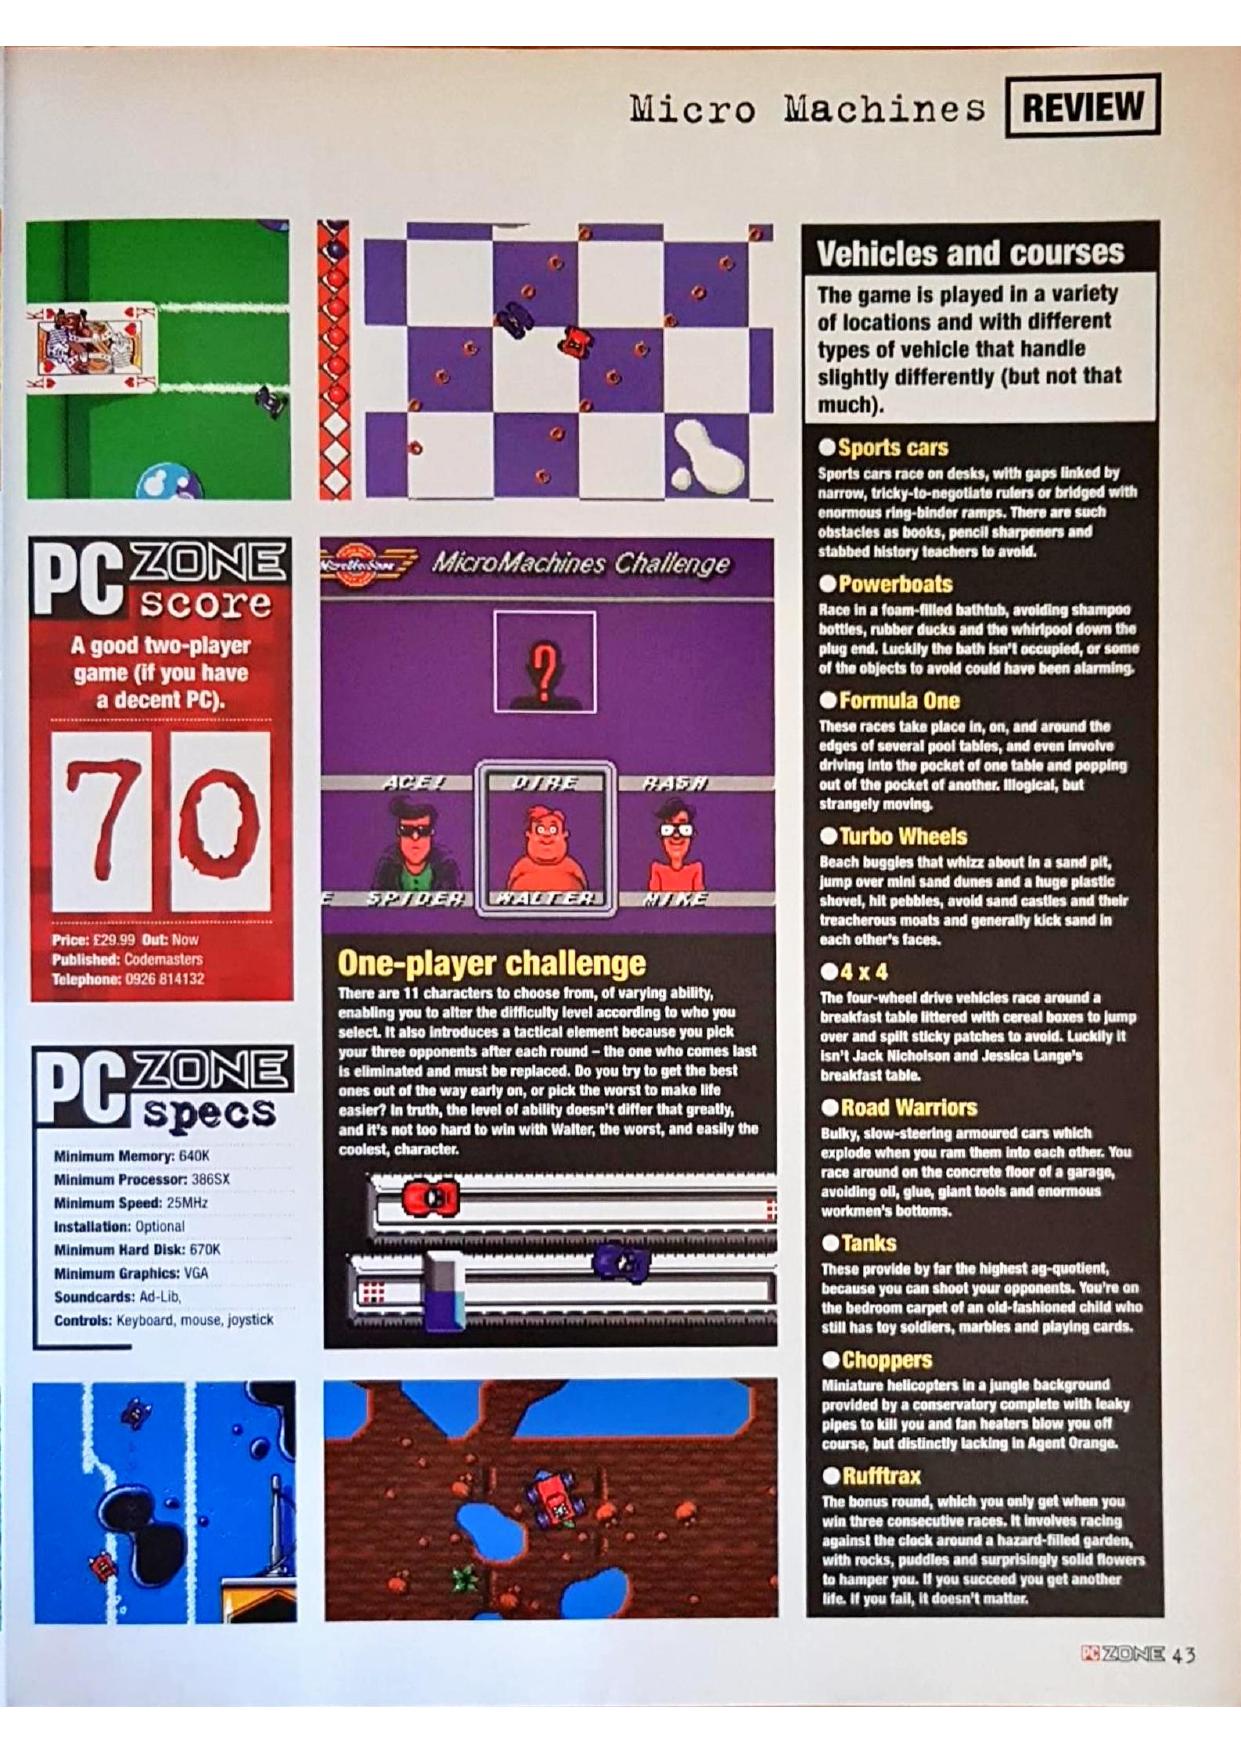 Micro Machines REVIEW
K
K
K
K
PC ZONE
score
A good two-player
game (if you have
a decent PC).
70
Price: £29.99 Out: Now
Published: Codemasters
Telephone: 0926 814132
PC ZONE
specs
Minimum Memory: 640K
Minimum Processor: 386SX
Minimum Speed: 25MHz
Installation: Optional
Minimum Hard Disk: 670K
Minimum Graphics: VGA
Soundcards: Ad-Lib,
Controls: Keyboard, mouse, joystick
MicroMachines Challenge
?
ACE! DIRE RASH
E SPIDER WALTER MIKE
One-player challenge
There are 11 characters to choose from, of varying ability,
enabling you to alter the difficulty level according to who you
select. It also introduces a tactical element because you pick
your three opponents after each round – the one who comes last
is eliminated and must be replaced. Do you try to get the best
ones out of the way early on, or pick the worst to make life
easier? In truth, the level of ability doesn't differ that greatly,
and it's not too hard to win with Walter, the worst, and easily the
coolest, character.
Vehicles and courses
The game is played in a variety
of locations and with different
types of vehicle that handle
slightly differently (but not that
much).
●Sports cars
Sports cars race on desks, with gaps linked by
narrow, tricky-to-negotiate rulers or bridged with
enormous ring-binder ramps. There are such
obstacles as books, pencil sharpeners and
stabbed history teachers to avoid.
●Powerboats
Race in a foam-filled bathtub, avoiding shampoo
bottles, rubber ducks and the whirlpool down the
plug end. Luckily the bath isn't occupied, or some
of the objects to avoid could have been alarming.
●Formula One
These races take place in, on, and around the
edges of several pool tables, and even involve
driving into the pocket of one table and popping
out of the pocket of another. Illogical, but
strangely moving.
●Turbo Wheels
Beach buggies that whizz about in a sand pit,
jump over mini sand dunes and a huge plastic
shovel, hit pebbles, avoid sand castles and their
treacherous moats and generally kick sand in
each other's faces.
●4 x 4
The four-wheel drive vehicles race around a
breakfast table littered with cereal boxes to jump
over and spilt sticky patches to avoid. Luckily it
isn't Jack Nicholson and Jessica Lange's
breakfast table.
●Road Warriors
Bulky, slow-steering armoured cars which
explode when you ram them into each other. You
race around on the concrete floor of a garage,
avoiding oil, glue, giant tools and enormous
workmen's bottoms.
●Tanks
These provide by far the highest ag-quotient,
because you can shoot your opponents. You're on
the bedroom carpet of an old-fashioned child who
still has toy soldiers, marbles and playing cards.
●Choppers
Miniature helicopters in a jungle background
provided by a conservatory complete with leaky
pipes to kill you and fan heaters blow you off
course, but distinctly lacking in Agent Orange.
●Rufftrax
The bonus round, which you only get when you
win three consecutive races. It involves racing
against the clock around a hazard-filled garden,
with rocks, puddles and surprisingly solid flowers
to hamper you. If you succeed you get another
life. If you fail, it doesn't matter.
PC ZONE 43